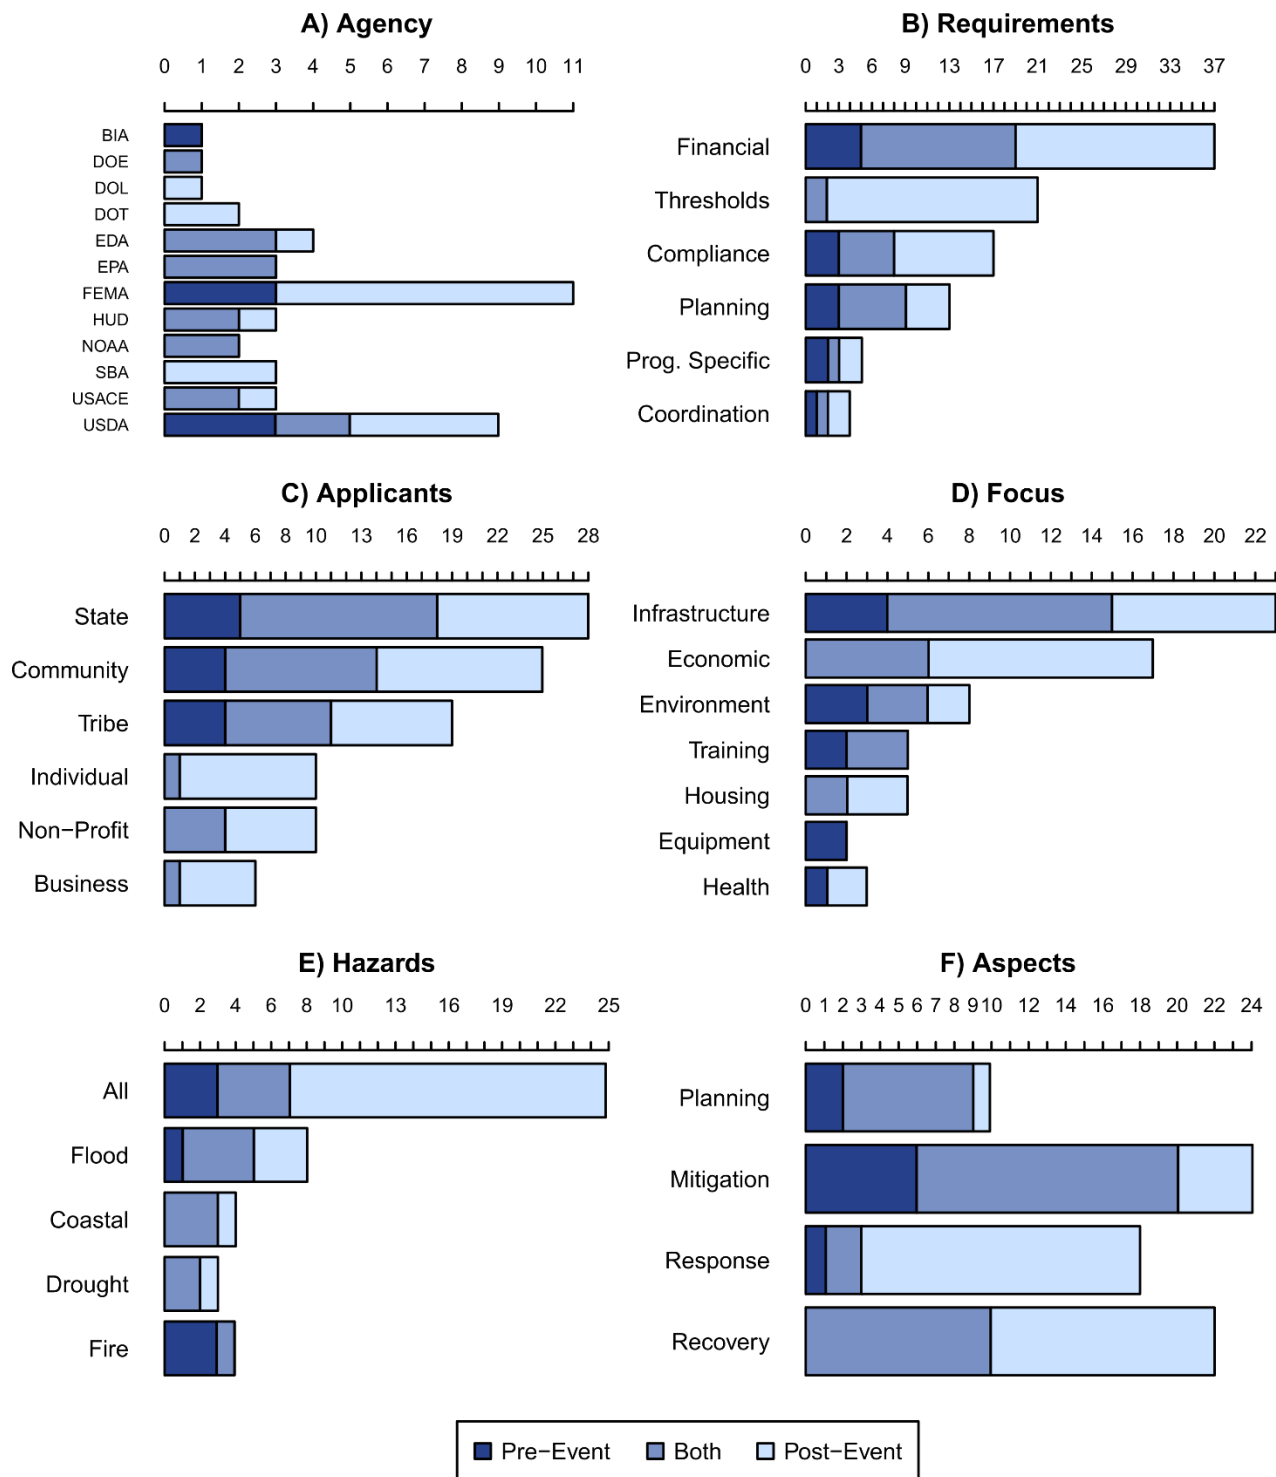 A) Agency
0 1 2 3 4 5 6 7 8 9 10 11
BIA
DOE
DOL
DOT
EDA
EPA
FEMA
HUD
NOAA
SBA
USACE
USDA
B) Requirements
0 3 6 9 13 17 21 25 29 33 37
Financial
Thresholds
Compliance
Planning
Prog. Specific
Coordination
C) Applicants
0 2 4 6 8 10 13 16 19 22 25 28
State
Community
Tribe
Individual
Non−Profit
Business
D) Focus
0 2 4 6 8 10 12 14 16 18 20 22
Infrastructure
Economic
Environment
Training
Housing
Equipment
Health
E) Hazards
0 2 4 6 8 10 13 16 19 22 25
All
Flood
Coastal
Drought
Fire
F) Aspects
0 1 2 3 4 5 6 7 8 9 10 12 14 16 18 20 22 24
Planning
Mitigation
Response
Recovery
Pre−Event Both Post−Event